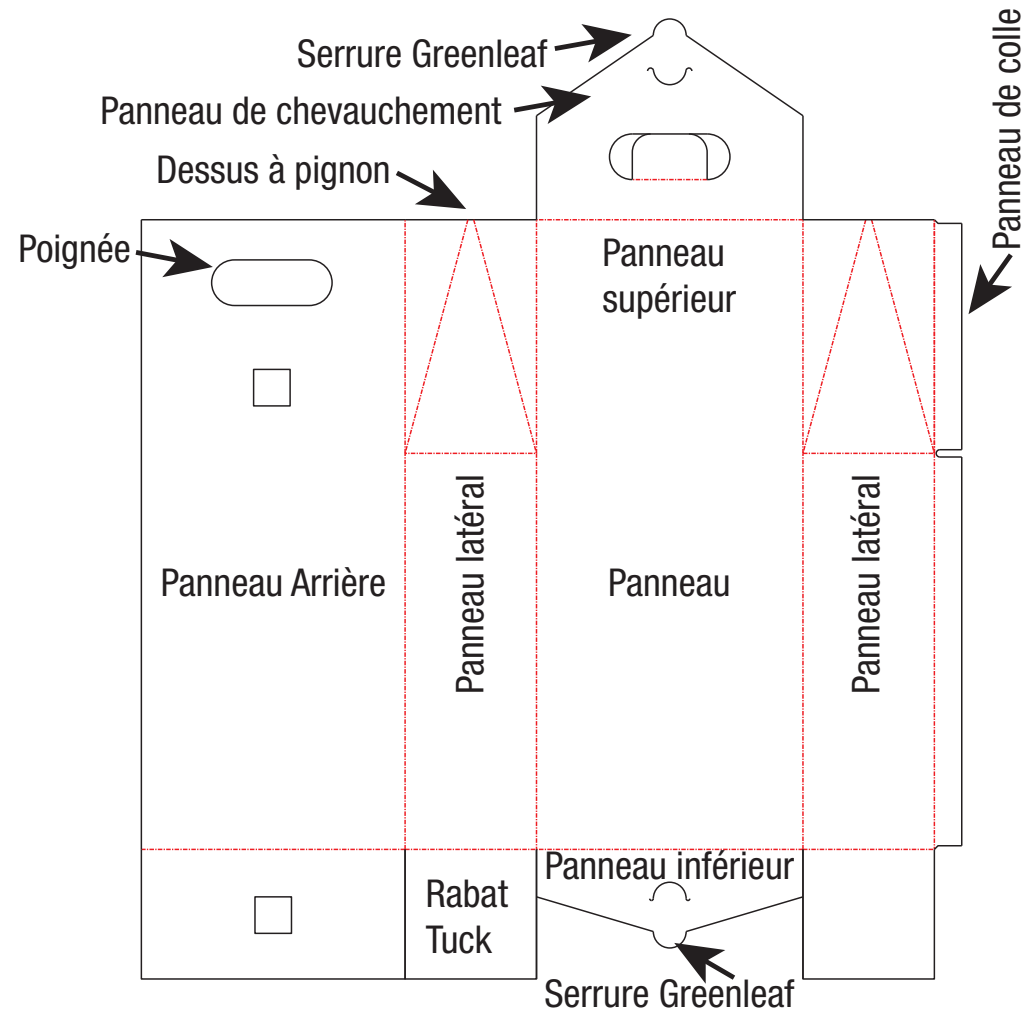 Serrure Greenleaf
Panneau de chevauchement
Dessus à pignon
Poignée
Panneau de colle
Panneau
supérieur
Panneau Arrière
Panneau latéral
Panneau
Panneau latéral
Panneau inférieur
Rabat
Tuck
Serrure Greenleaf